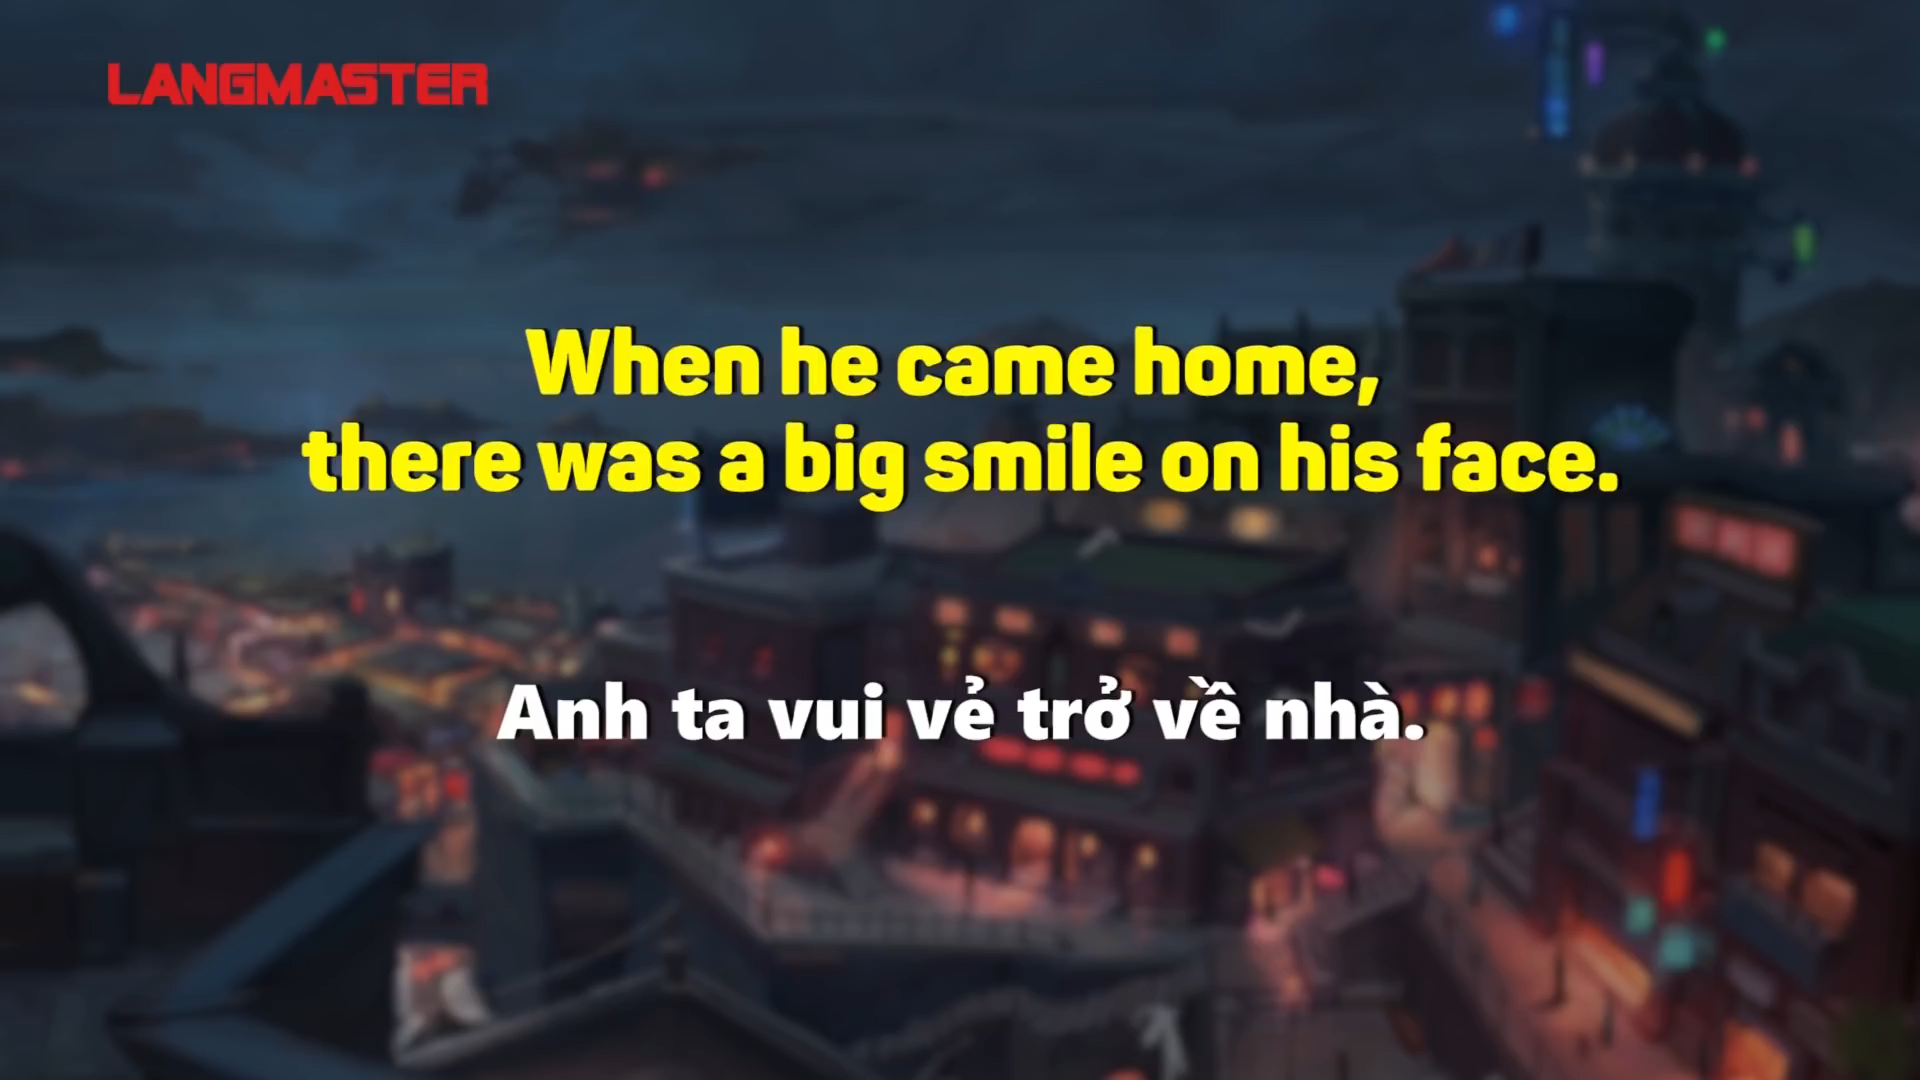 LANGMASTER
When he came home,
there was a big smile on his face.
Anh ta vui vẻ trở về nhà.